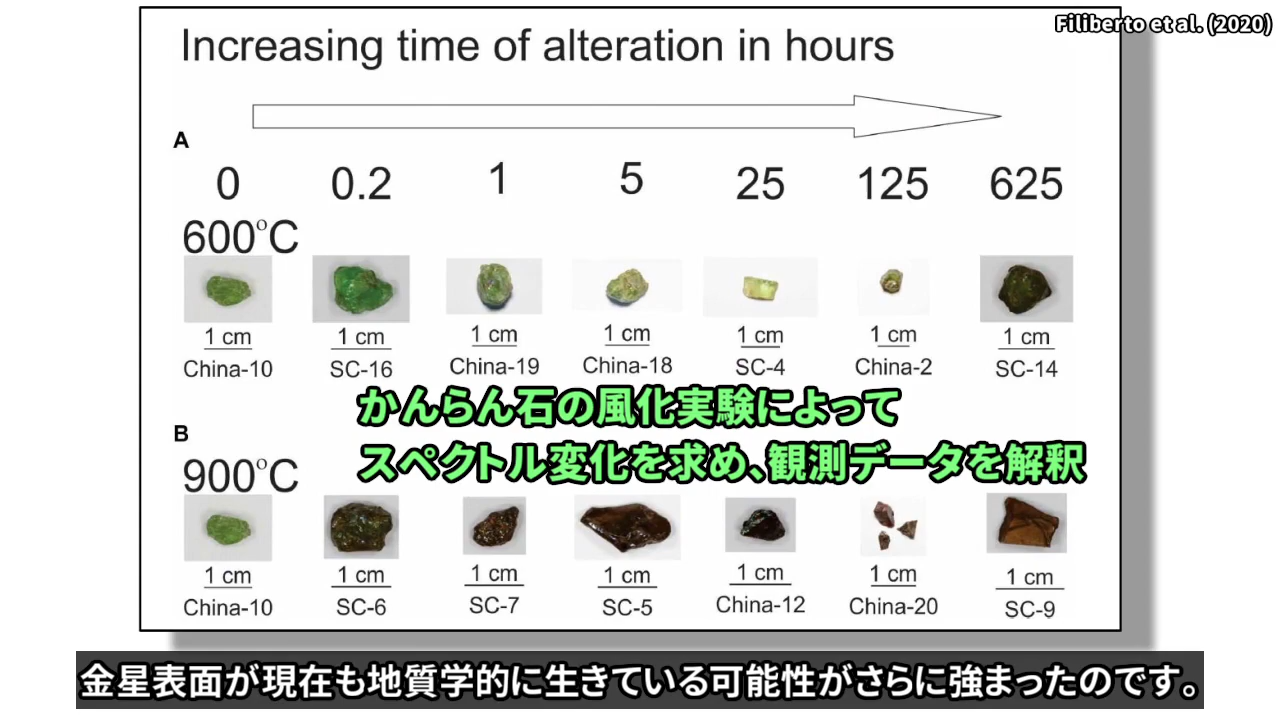 Filiberto et al. (2020)
Increasing time of alteration in hours
A
0 0.2 1 5 25 125 625
600°C
1 cm 1 cm 1 cm 1 cm 1 cm 1 cm 1 cm
China-10 SC-16 China-19 China-18 SC-4 China-2 SC-14
かんらん石の風化実験によって
スペクトル変化を求め、観測データを解釈
B
900°C
1 cm 1 cm 1 cm 1 cm 1 cm 1 cm 1 cm
China-10 SC-6 SC-7 SC-5 China-12 China-20 SC-9
金星表面が現在も地質学的に生きている可能性がさらに強まったのです。